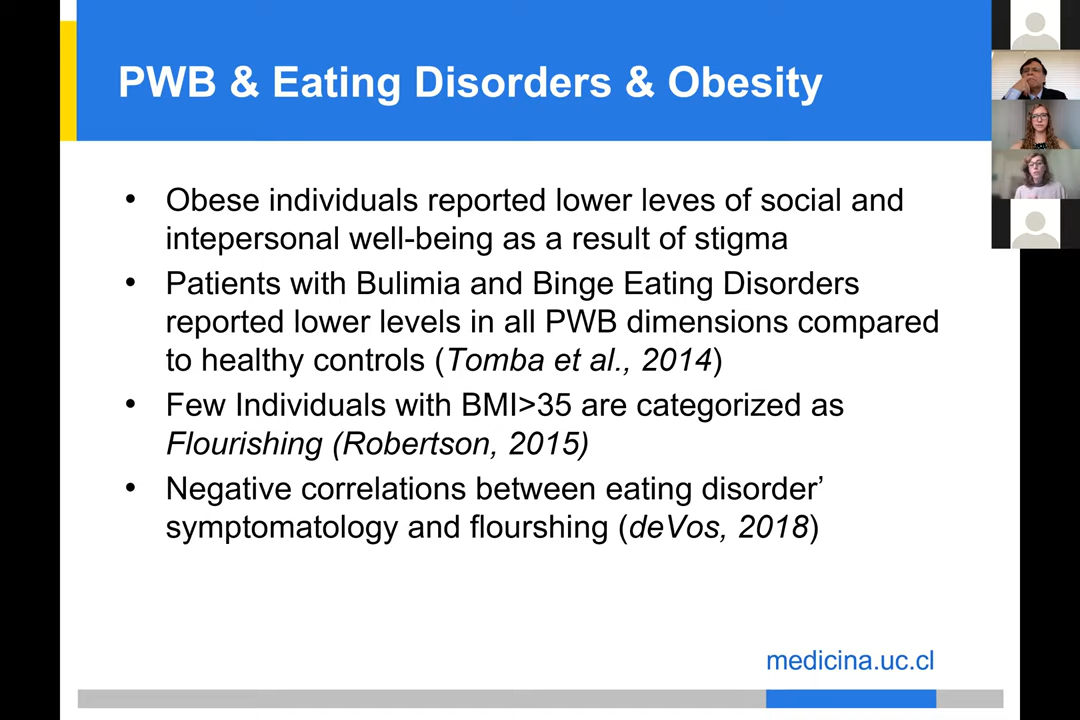 PWB & Eating Disorders & Obesity
• Obese individuals reported lower leves of social and
intepersonal well-being as a result of stigma
• Patients with Bulimia and Binge Eating Disorders
reported lower levels in all PWB dimensions compared
to healthy controls (Tomba et al., 2014)
• Few Individuals with BMI>35 are categorized as
Flourishing (Robertson, 2015)
• Negative correlations between eating disorder’
symptomatology and flourshing (deVos, 2018)
medicina.uc.cl